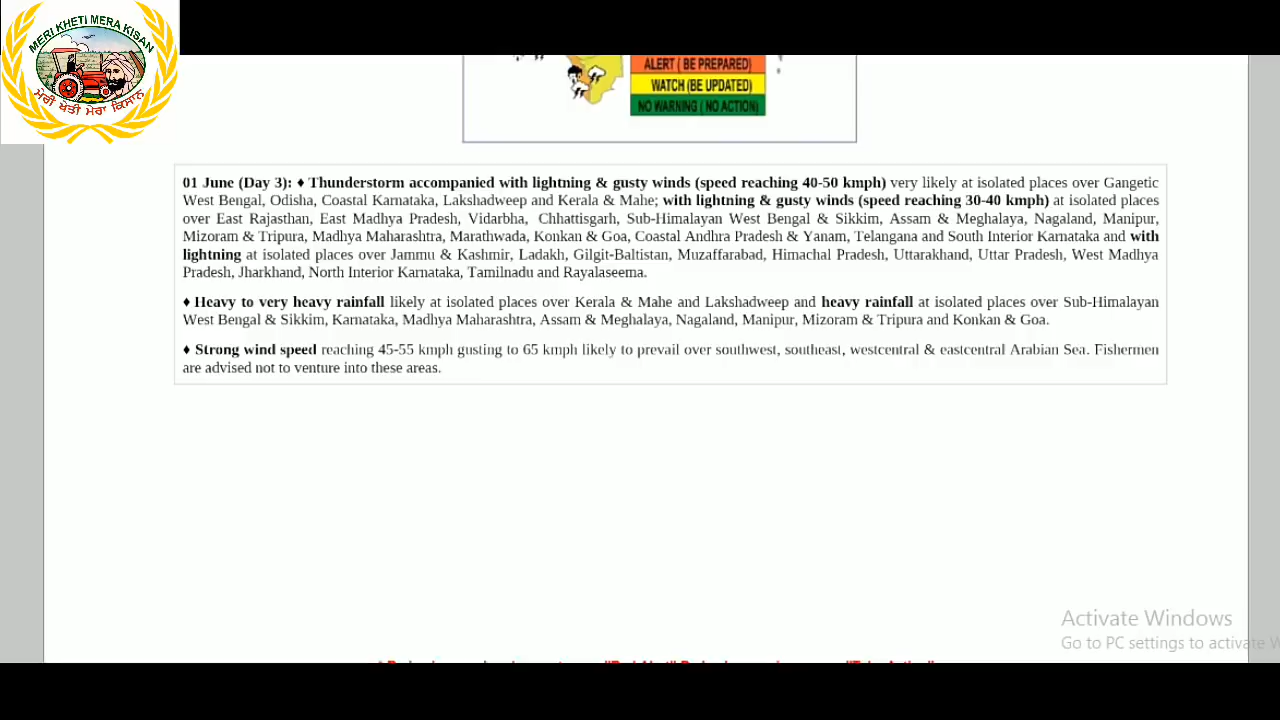 MERI KHETI MERA KISAN
ਮੇਰੀ ਖੇਤੀ ਮੇਰਾ ਕਿਸਾਨ
ALERT ( BE PREPARED)
WATCH (BE UPDATED)
NO WARNING ( NO ACTION)
01 June (Day 3): ♦ Thunderstorm accompanied with lightning & gusty winds (speed reaching 40-50 kmph) very likely at isolated places over Gangetic
West Bengal, Odisha, Coastal Karnataka, Lakshadweep and Kerala & Mahe; with lightning & gusty winds (speed reaching 30-40 kmph) at isolated places
over East Rajasthan, East Madhya Pradesh, Vidarbha, Chhattisgarh, Sub-Himalayan West Bengal & Sikkim, Assam & Meghalaya, Nagaland, Manipur,
Mizoram & Tripura, Madhya Maharashtra, Marathwada, Konkan & Goa, Coastal Andhra Pradesh & Yanam, Telangana and South Interior Karnataka and with
lightning at isolated places over Jammu & Kashmir, Ladakh, Gilgit-Baltistan, Muzaffarabad, Himachal Pradesh, Uttarakhand, Uttar Pradesh, West Madhya
Pradesh, Jharkhand, North Interior Karnataka, Tamilnadu and Rayalaseema.
♦ Heavy to very heavy rainfall likely at isolated places over Kerala & Mahe and Lakshadweep and heavy rainfall at isolated places over Sub-Himalayan
West Bengal & Sikkim, Karnataka, Madhya Maharashtra, Assam & Meghalaya, Nagaland, Manipur, Mizoram & Tripura and Konkan & Goa.
♦ Strong wind speed reaching 45-55 kmph gusting to 65 kmph likely to prevail over southwest, southeast, westcentral & eastcentral Arabian Sea. Fishermen
are advised not to venture into these areas.
Activate Windows
Go to PC settings to activate W